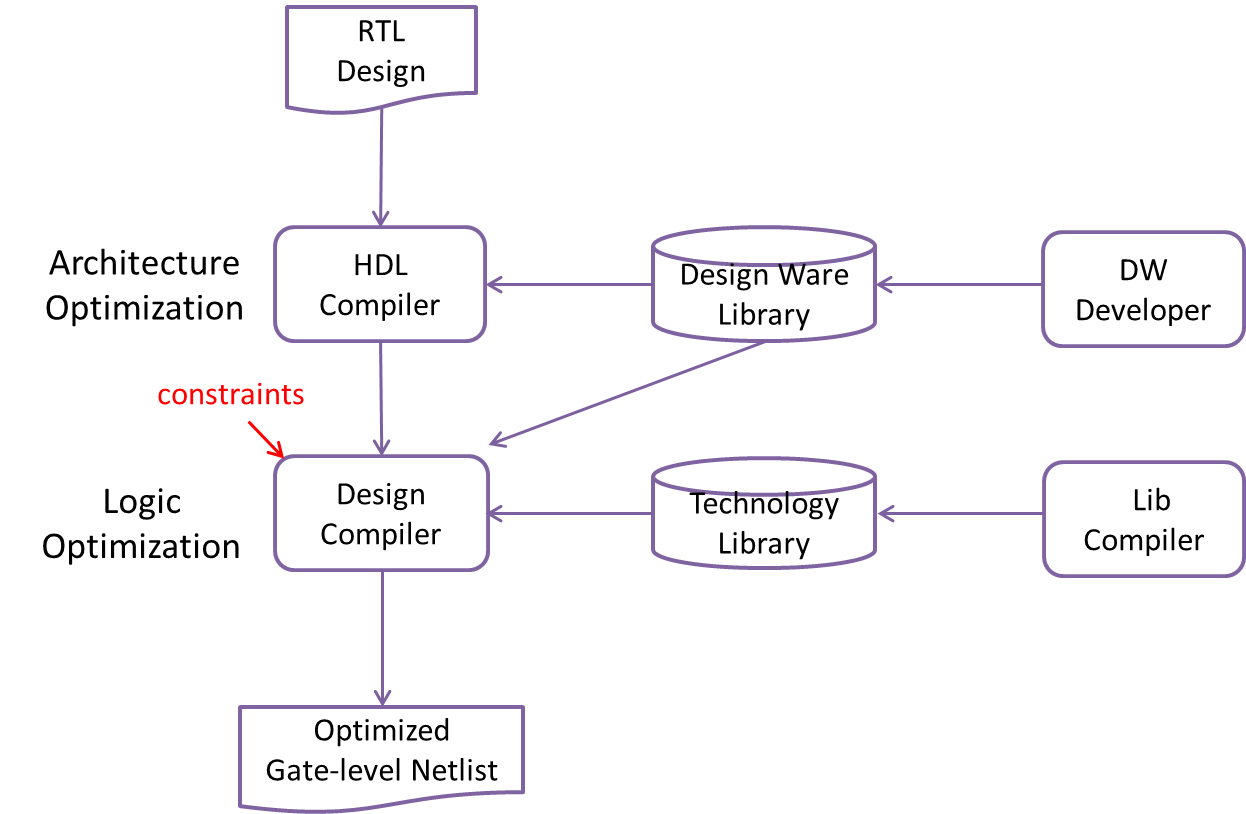 RTL
Design
Architecture
Optimization
HDL
Compiler
Design Ware
Library
DW
Developer
constraints
Logic
Optimization
Design
Compiler
Technology
Library
Lib
Compiler
Optimized
Gate-level Netlist